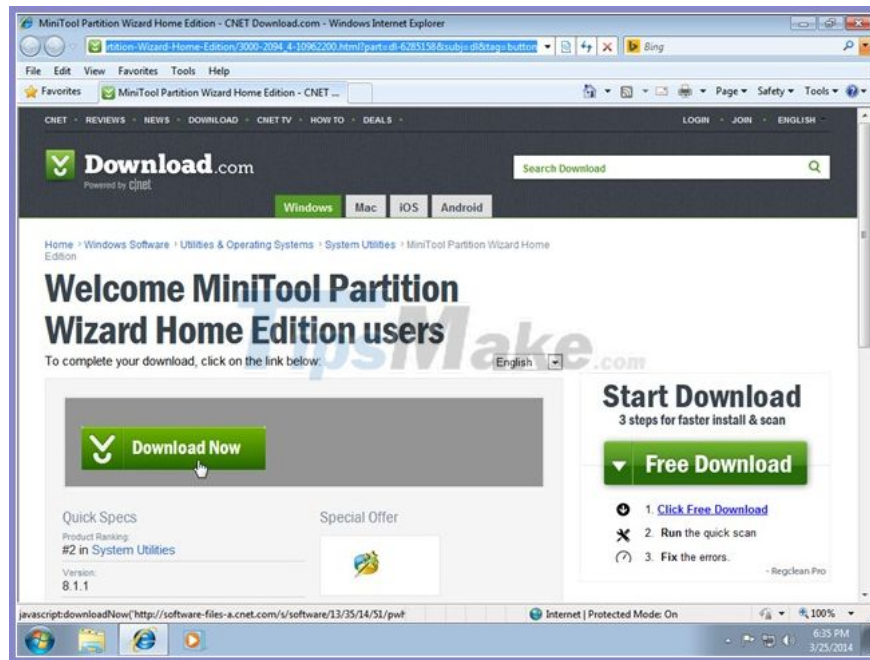 MiniTool Partition Wizard Home Edition - CNET Download.com - Windows Internet Explorer
rtition-Wizard-Home-Edition/3000-2094_4-10962200.html?part=dl-6285158&subj=dl&tag=button
Bing
File Edit View Favorites Tools Help
Favorites MiniTool Partition Wizard Home Edition - CNET ...
Page Safety Tools
CNET REVIEWS NEWS DOWNLOAD CNET TV HOW TO DEALS
LOGIN JOIN ENGLISH
Download.com
Powered by c|net
Search Download
Windows Mac iOS Android
Home > Windows Software > Utilities & Operating Systems > System Utilities > MiniTool Partition Wizard Home
Edition
Welcome MiniTool Partition
Wizard Home Edition users
To complete your download, click on the link below:
English
TipsMake.com
Download Now
Start Download
3 steps for faster install & scan
Free Download
1. Click Free Download
2. Run the quick scan
3. Fix the errors.
- Regclean Pro
Quick Specs
Special Offer
Product Ranking:
#2 in System Utilities
Version:
8.1.1
javascript:downloadNow('http://software-files-a.cnet.com/s/software/13/35/14/51/pwh
Internet | Protected Mode: On
100%
6:35 PM
3/25/2014